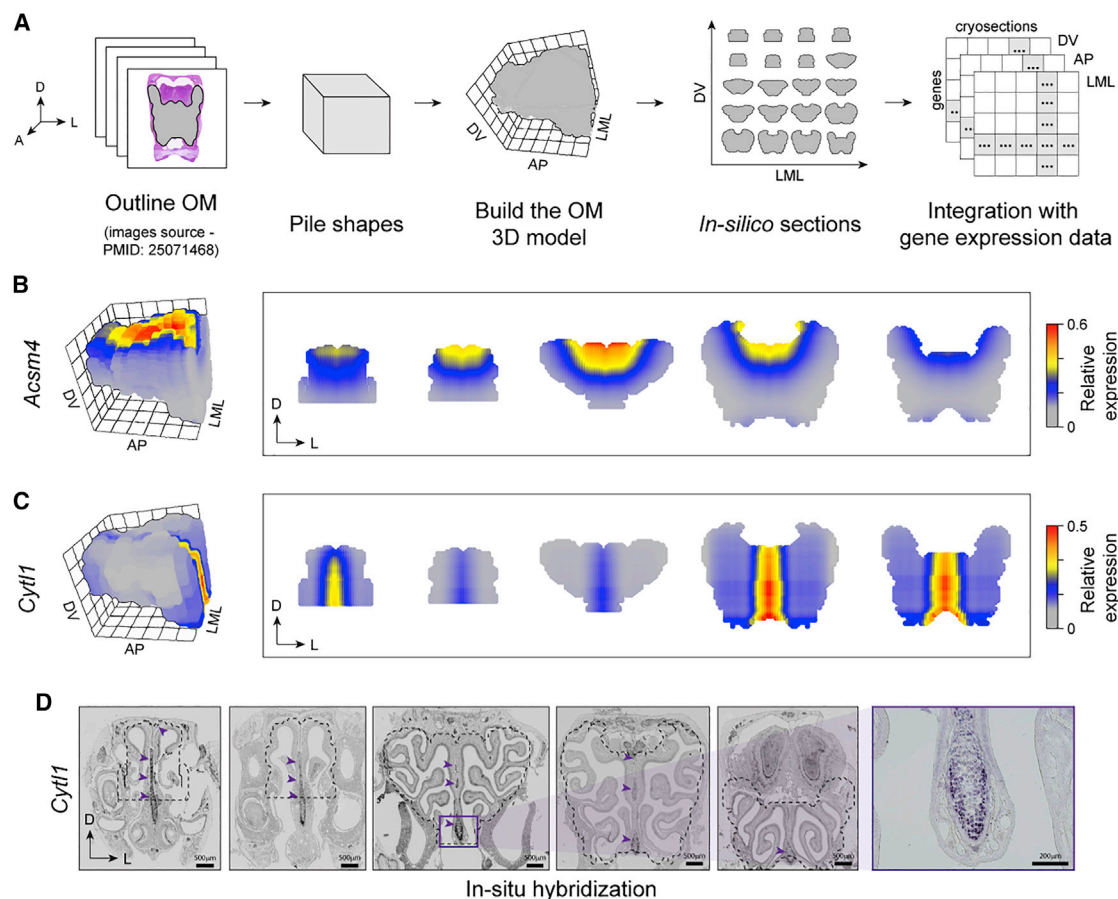 A
D
L
A
Outline OM
(images source -
PMID: 25071468)
Pile shapes
DV
AP
LML
Build the OM
3D model
DV
LML
In-silico sections
cryosections
DV
AP
LML
genes
...
...
...
...
...
...
...
...
...
...
Integration with
gene expression data
B
Acsm4
DV
AP
LML
D
L
0.6
0
Relative
expression
C
Cytl1
DV
AP
LML
D
L
0.5
0
Relative
expression
D
Cytl1
D
L
500µm
500µm
500µm
500µm
500µm
200µm
In-situ hybridization